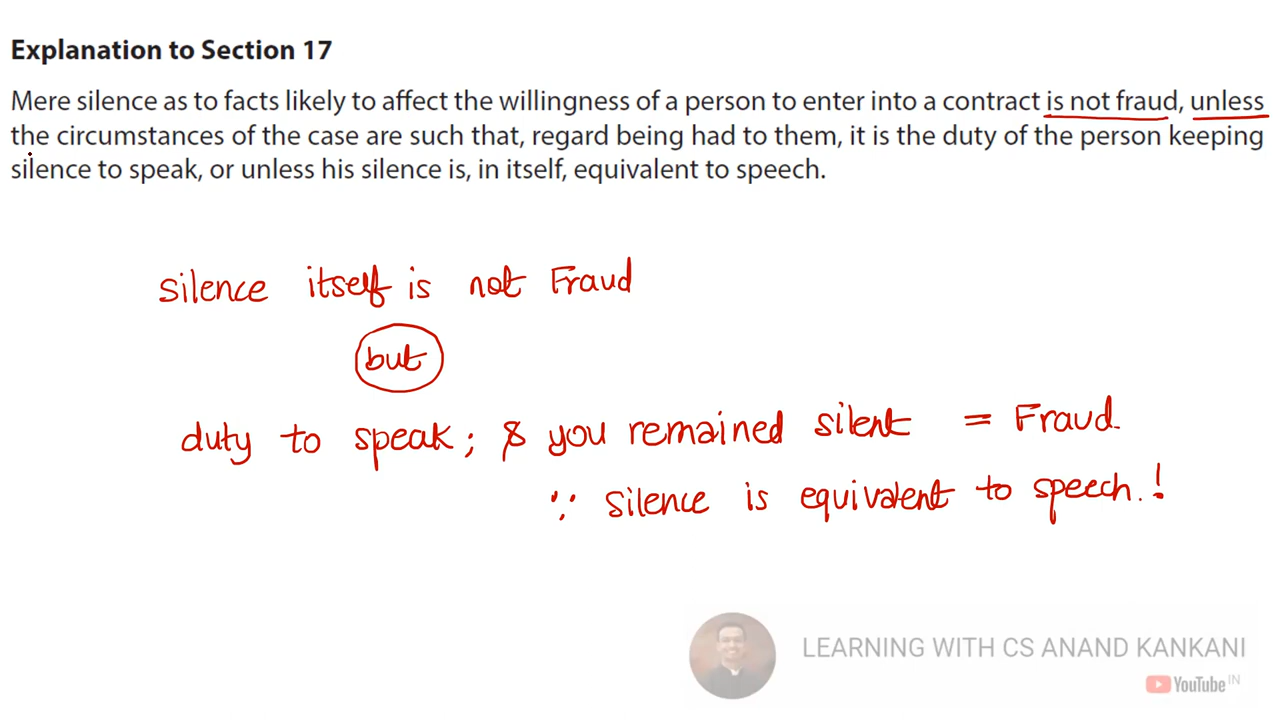 Explanation to Section 17
Mere silence as to facts likely to affect the willingness of a person to enter into a contract is not fraud, unless
the circumstances of the case are such that, regard being had to them, it is the duty of the person keeping
silence to speak, or unless his silence is, in itself, equivalent to speech.
silence itself is not Fraud
but
duty to speak; & you remained silent = Fraud.
∵ silence is equivalent to speech.!
LEARNING WITH CS ANAND KANKANI
YouTube IN